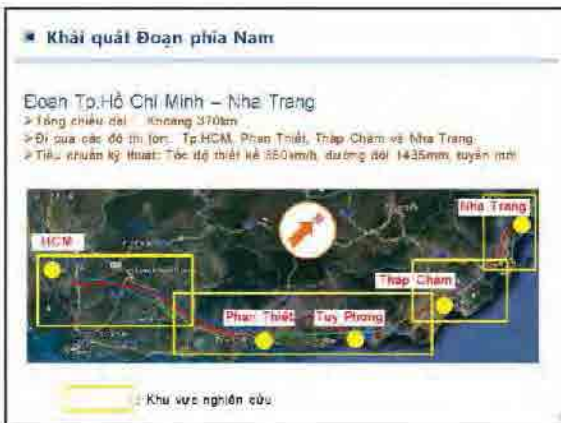 Khái quát Đoạn phía Nam
Đoạn Tp.Hồ Chí Minh – Nha Trang
Tổng chiều dài : Khoảng 370km
Đi qua các đô thị lớn: Tp.HCM, Phan Thiết, Tháp Chàm và Nha Trang
Tiêu chuẩn kỹ thuật: Tốc độ thiết kế 350km/h, đường đôi 1435mm, tuyến mới
Nha Trang
HCM
Tháp Chàm
Phan Thiết
Tuy Phong
: Khu vực nghiên cứu